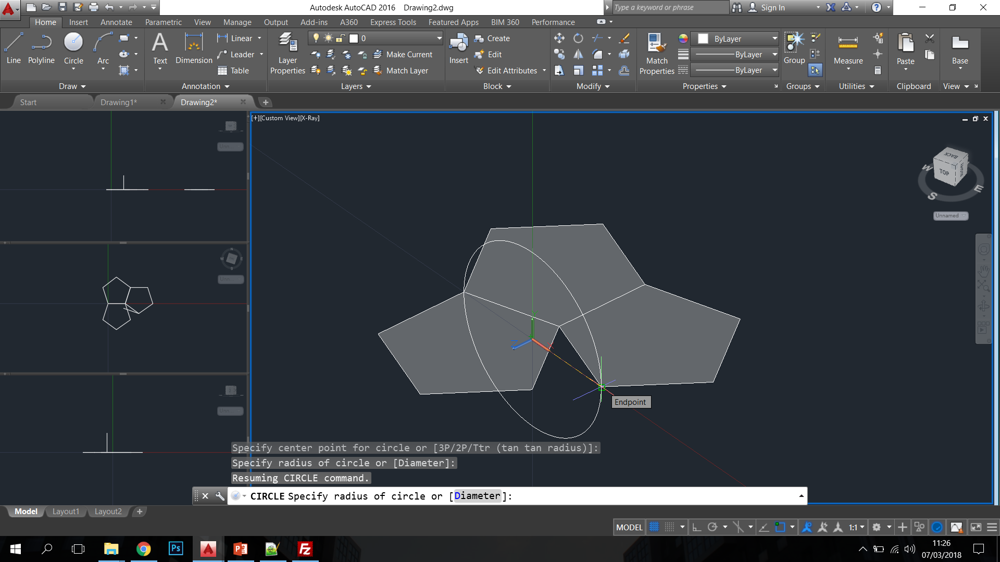 Autodesk AutoCAD 2016 Drawing2.dwg
Type a keyword or phrase
Sign In
Home Insert Annotate Parametric View Manage Output Add-ins A360 Express Tools Featured Apps BIM 360 Performance
Line Polyline Circle Arc
Draw
Text Dimension
Linear
Leader
Table
Annotation
Layer
Properties
0
Make Current
Match Layer
Layers
Insert
Create
Edit
Edit Attributes
Block
Modify
Match
Properties
ByLayer
ByLayer
ByLayer
Properties
Group
Groups
Measure
Utilities
Paste
Clipboard
Base
View
Start Drawing1* Drawing2*
[+][Custom View][X-Ray]
BACK
TOP
W
S
E
Unnamed
N
W
E
S
Z
Endpoint
Specify center point for circle or [3P/2P/Ttr (tan tan radius)]:
Specify radius of circle or [Diameter]:
Resuming CIRCLE command.
CIRCLE Specify radius of circle or [Diameter]:
Model Layout1 Layout2
MODEL
1:1
Ps
11:26
07/03/2018